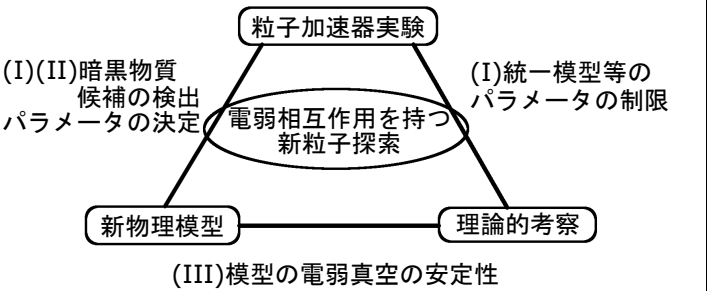 粒子加速器実験
(I)(II)暗黒物質
候補の検出
パラメータの決定
(I)統一模型等の
パラメータの制限
電弱相互作用を持つ
新粒子探索
新物理模型
理論的考察
(III)模型の電弱真空の安定性